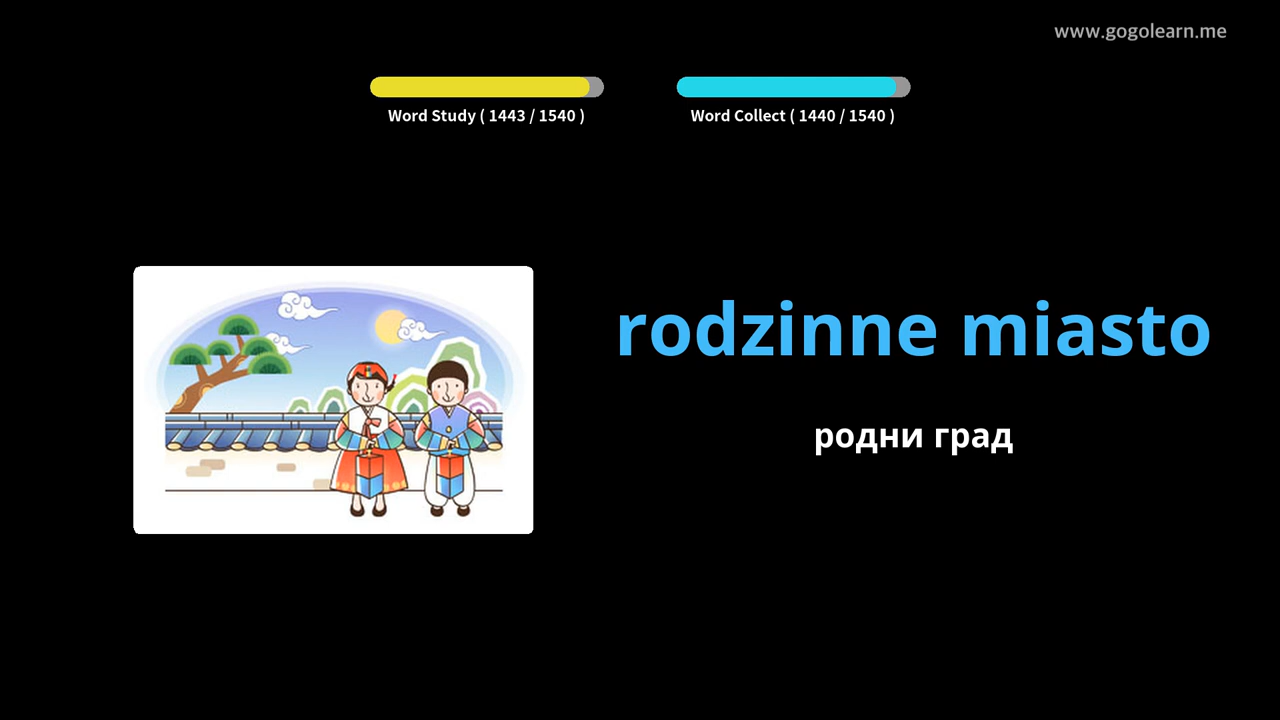 www.gogolearn.me
Word Study ( 1443 / 1540 )
Word Collect ( 1440 / 1540 )
rodzinne miasto
родни град